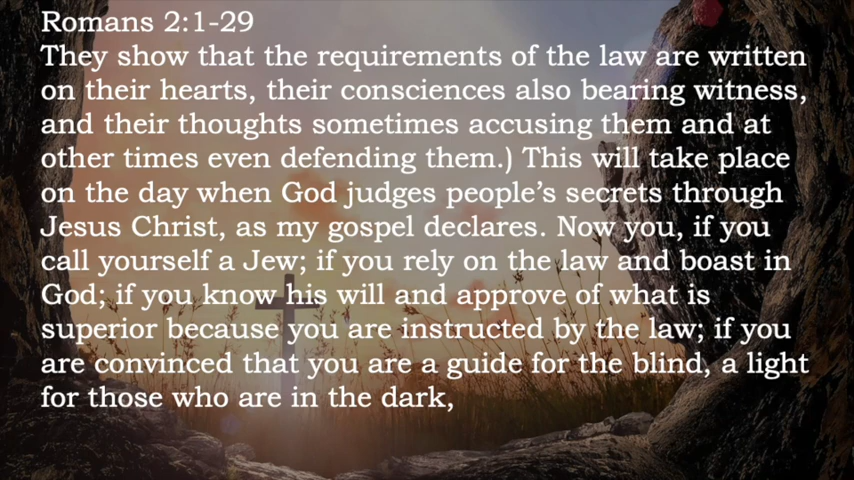 Romans 2:1-29
They show that the requirements of the law are written
on their hearts, their consciences also bearing witness,
and their thoughts sometimes accusing them and at
other times even defending them.) This will take place
on the day when God judges people’s secrets through
Jesus Christ, as my gospel declares. Now you, if you
call yourself a Jew; if you rely on the law and boast in
God; if you know his will and approve of what is
superior because you are instructed by the law; if you
are convinced that you are a guide for the blind, a light
for those who are in the dark,